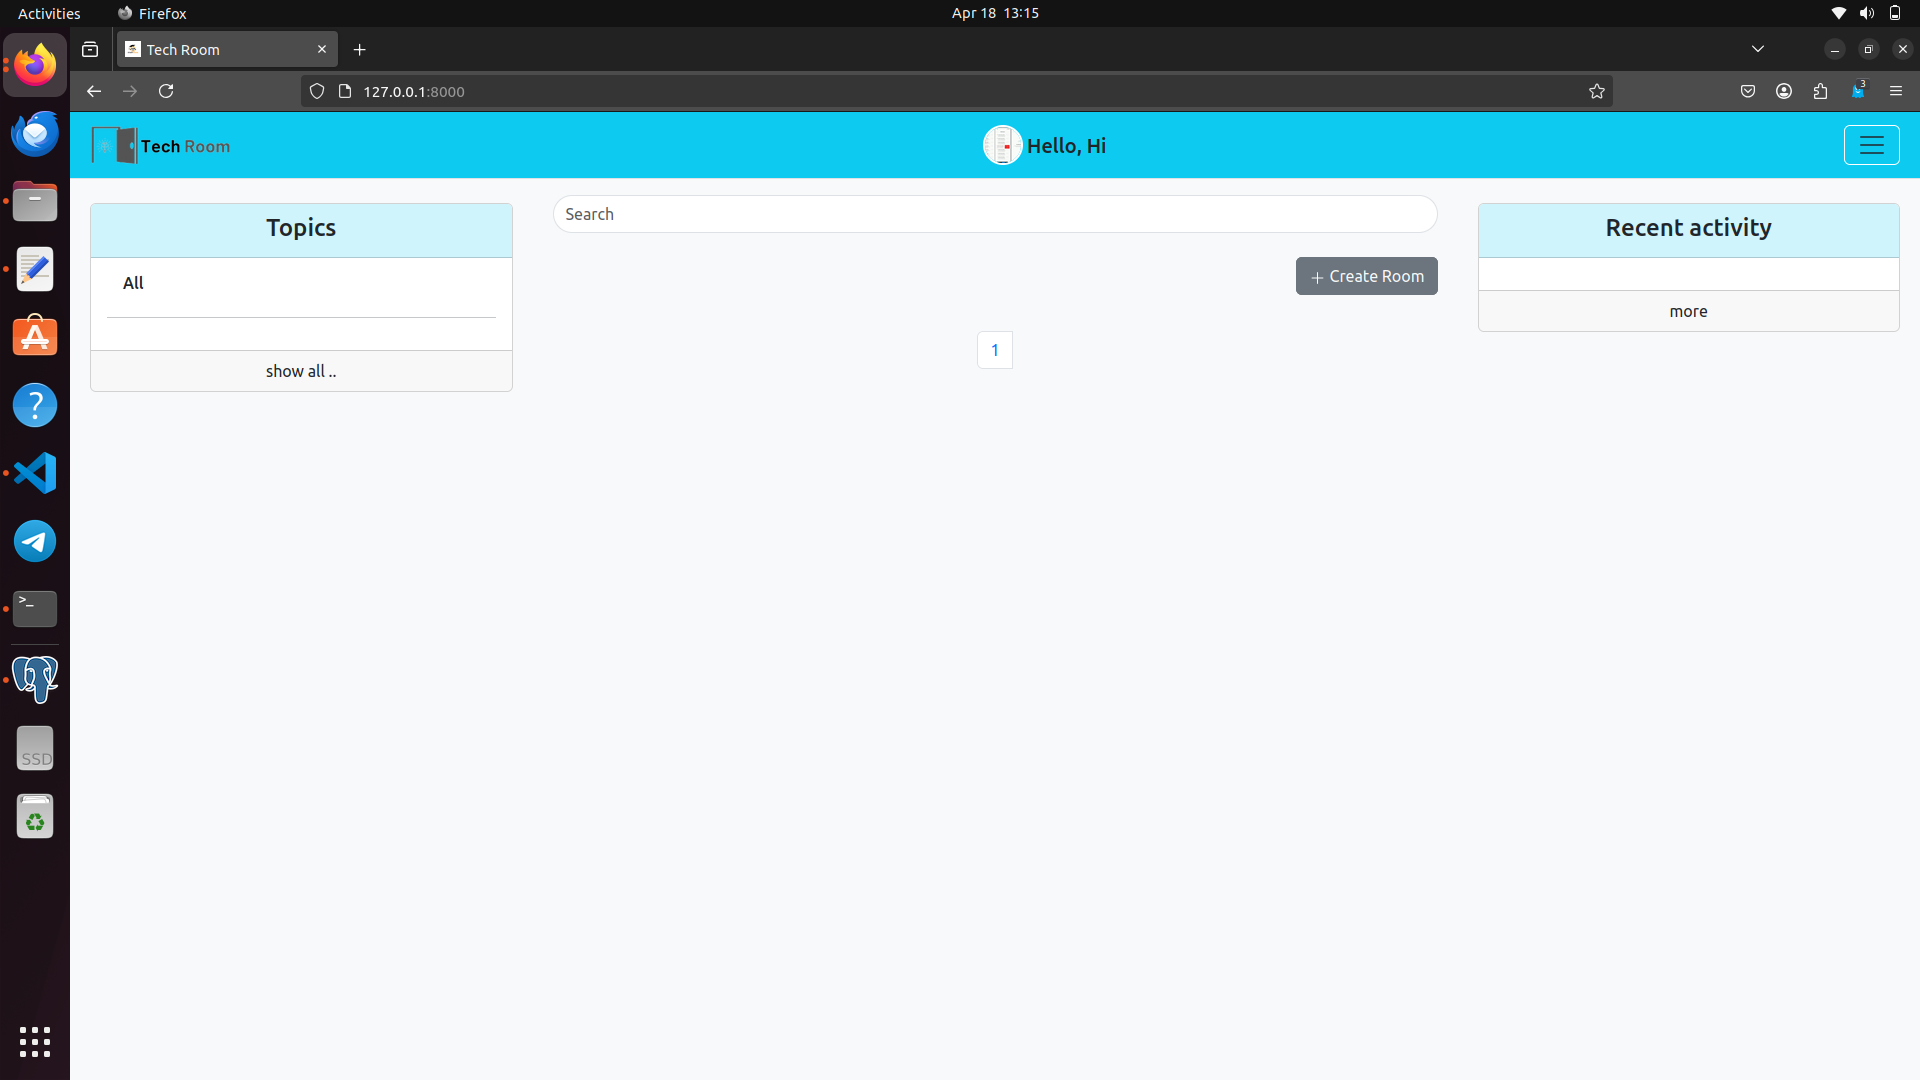 Activities
Firefox
Apr 18 13:15
Tech Room
127.0.0.1:8000
3
Tech Room
Hello, Hi
Topics
All
show all ..
Search
Create Room
1
Recent activity
more
>_
SSD